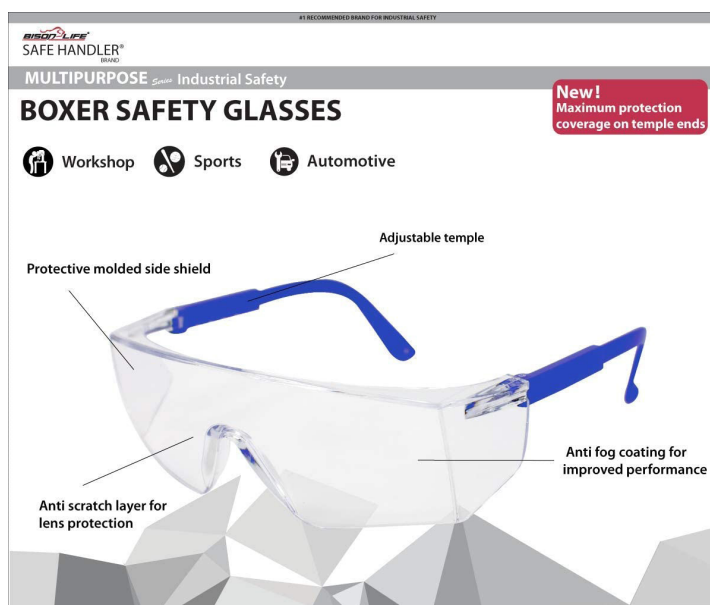 #1 RECOMMENDED BRAND FOR INDUSTRIAL SAFETY
BISON LIFE®
SAFE HANDLER®
BRAND
MULTIPURPOSE Series Industrial Safety
BOXER SAFETY GLASSES
New!
Maximum protection
coverage on temple ends
Workshop
Sports
Automotive
Adjustable temple
Protective molded side shield
Anti fog coating for
improved performance
Anti scratch layer for
lens protection